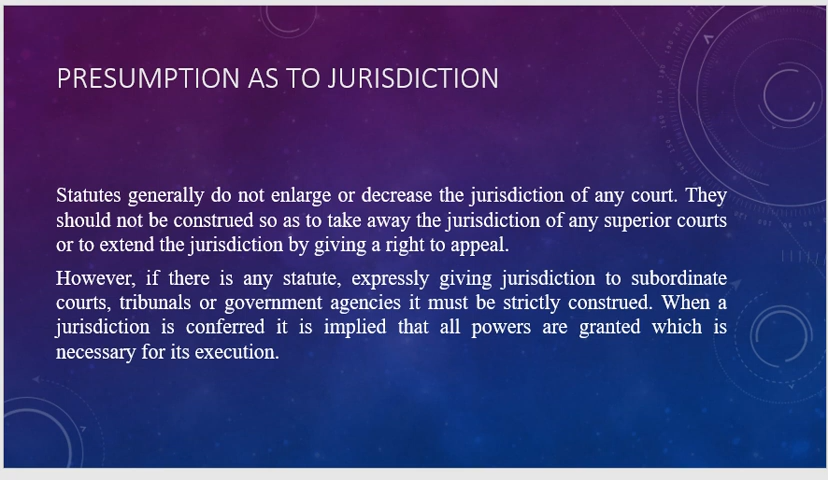 PRESUMPTION AS TO JURISDICTION
Statutes generally do not enlarge or decrease the jurisdiction of any court. They
should not be construed so as to take away the jurisdiction of any superior courts
or to extend the jurisdiction by giving a right to appeal.
However, if there is any statute, expressly giving jurisdiction to subordinate
courts, tribunals or government agencies it must be strictly construed. When a
jurisdiction is conferred it is implied that all powers are granted which is
necessary for its execution.